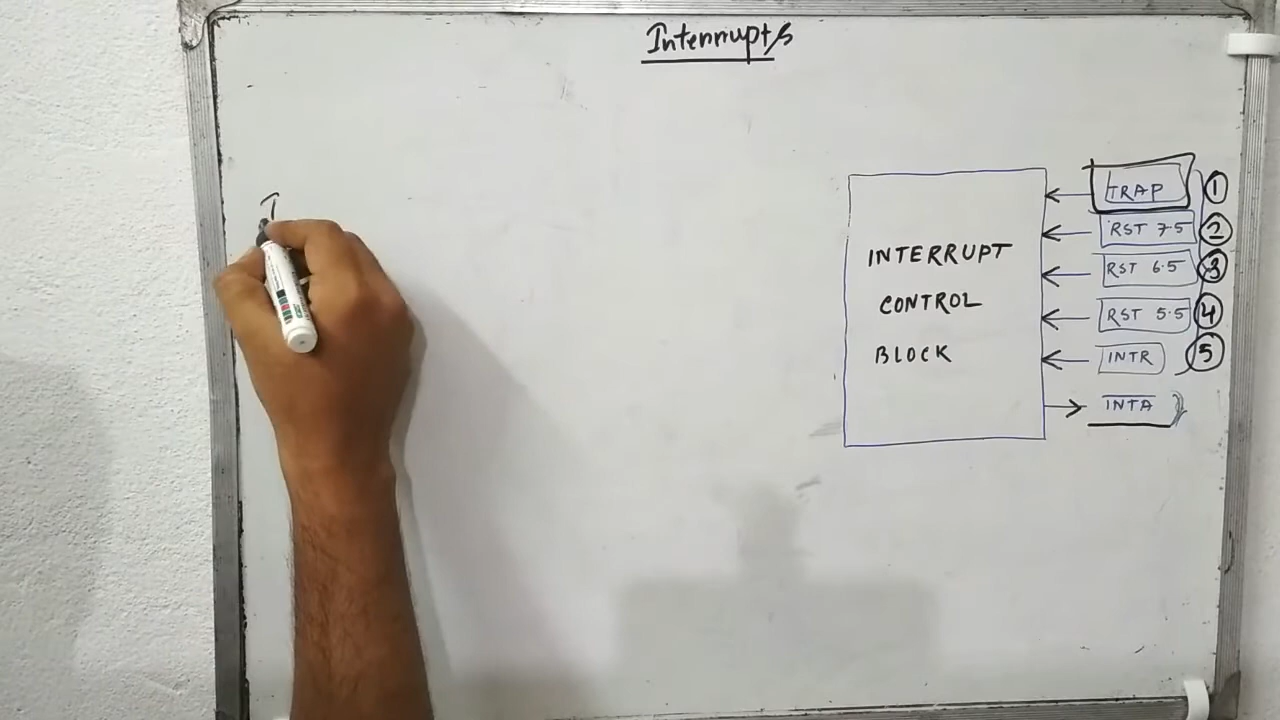 Interrupts
TRAP 1
RST 7.5 2
RST 6.5 3
RST 5.5 4
INTR 5
INTA
INTERRUPT
CONTROL
BLOCK